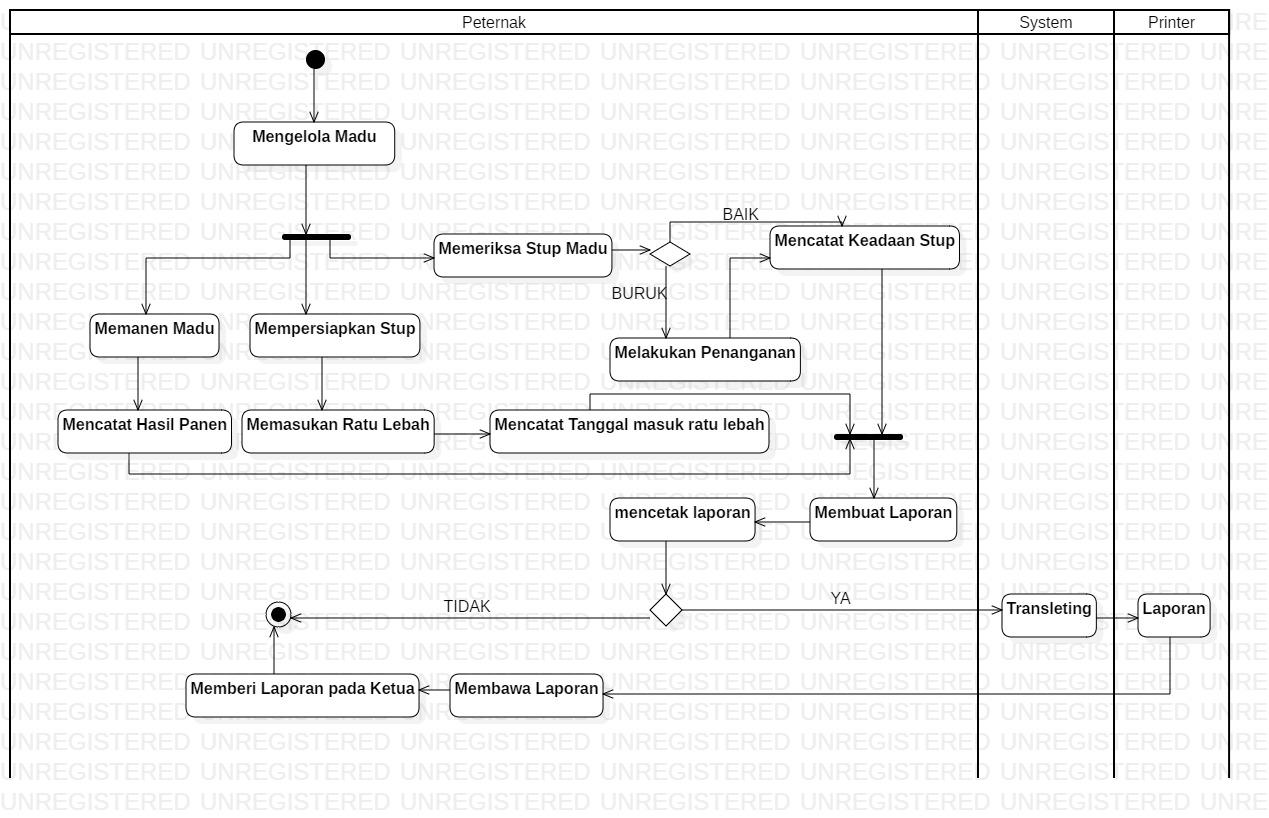 Peternak System Printer
Mengelola Madu
BAIK
Memeriksa Stup Madu
Mencatat Keadaan Stup
BURUK
Memanen Madu
Mempersiapkan Stup
Melakukan Penanganan
Mencatat Hasil Panen
Memasukan Ratu Lebah
Mencatat Tanggal masuk ratu lebah
mencetak laporan
Membuat Laporan
TIDAK
YA
Transleting
Laporan
Memberi Laporan pada Ketua
Membawa Laporan
UNREGISTERED